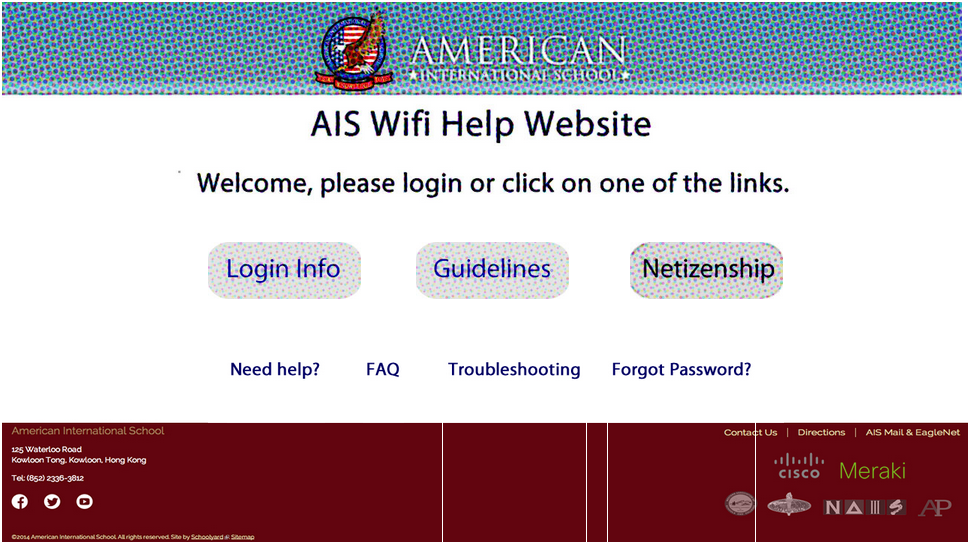 AMERICAN
★INTERNATIONAL SCHOOL★
AIS Wifi Help Website
Welcome, please login or click on one of the links.
Login Info
Guidelines
Netizenship
Need help?
FAQ
Troubleshooting
Forgot Password?
American International School
125 Waterloo Road
Kowloon Tong, Kowloon, Hong Kong
Tel: (852) 2336-3812
©2014 American International School. All rights reserved. Site by Schoolyard Sitemap
Contact Us | Directions | AIS Mail & EagleNet
CISCO Meraki
NAIS
AP